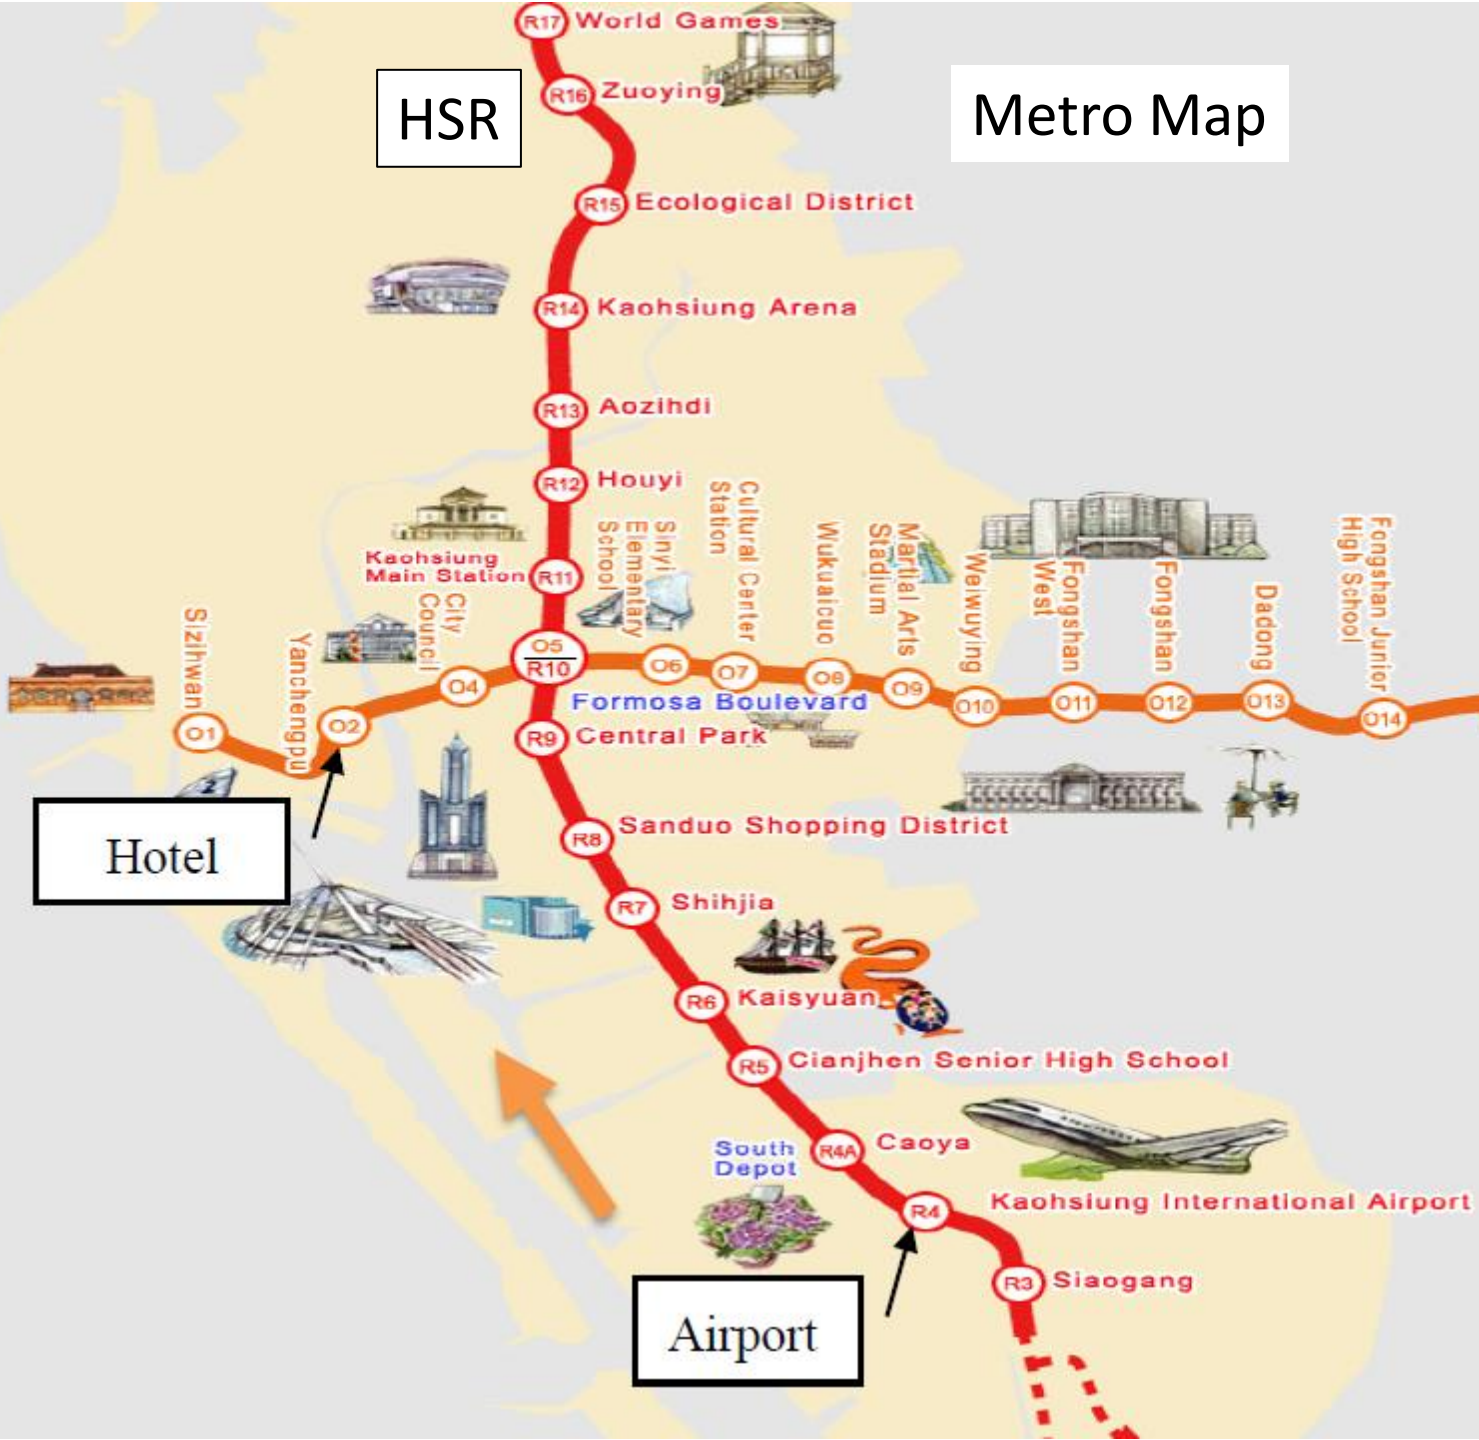 R17 World Games
HSR
Metro Map
R16 Zuoying
R15 Ecological District
R14 Kaohsiung Arena
R13 Aozihdi
R12 Houyi
Kaohsiung
Main Station
R11
Sizihwan
Yanchengpu
City
Council
Sinyi
Elementary
School
Cultural Center
Station
Wukuaicuo
Martial Arts
Stadium
Weiwuying
Fongshan
West
Fongshan
Dadong
Fongshan Junior
High School
O1
O2
O4
O5
R10
O6
O7
O8
O9
O10
O11
O12
O13
O14
Formosa Boulevard
R9 Central Park
2
Hotel
R8 Sanduo Shopping District
R7 Shihjia
R6 Kaisyuan
R5 Cianjhen Senior High School
South
Depot
R4A Caoya
R4 Kaohsiung International Airport
R3 Siaogang
Airport